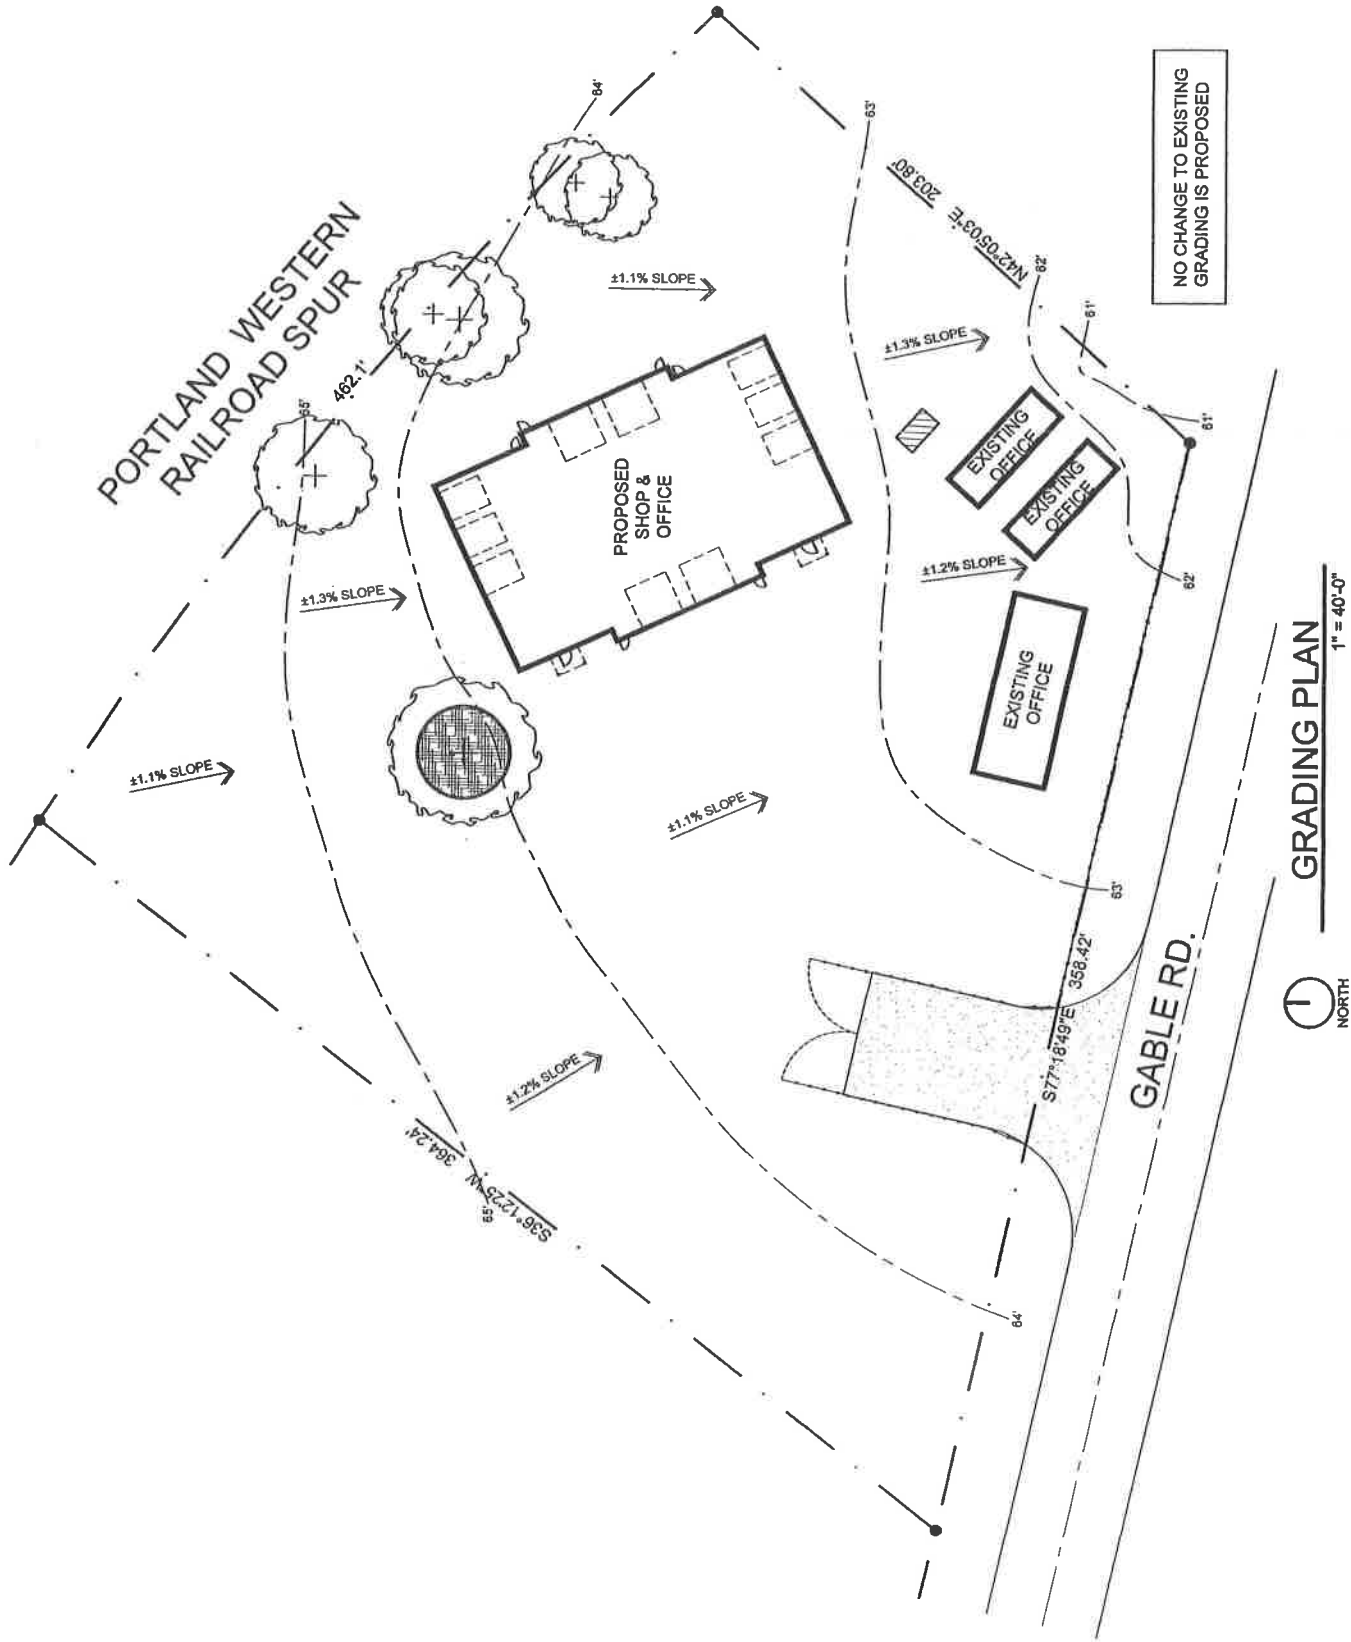 PORTLAND WESTERN
RAILROAD SPUR
462.1'
65'
64'
±1.1% SLOPE
63'
N42°05'03"E 203.80'
NO CHANGE TO EXISTING
GRADING IS PROPOSED
±1.3% SLOPE
62'
61'
61'
EXISTING
OFFICE
EXISTING
OFFICE
PROPOSED
SHOP &
OFFICE
±1.3% SLOPE
±1.2% SLOPE
62'
EXISTING
OFFICE
±1.1% SLOPE
±1.1% SLOPE
63'
±1.2% SLOPE
S36°12'25"W 364.24'
65'
S77°18'49"E 358.42'
64'
GABLE RD.
GRADING PLAN
1" = 40'-0"
NORTH